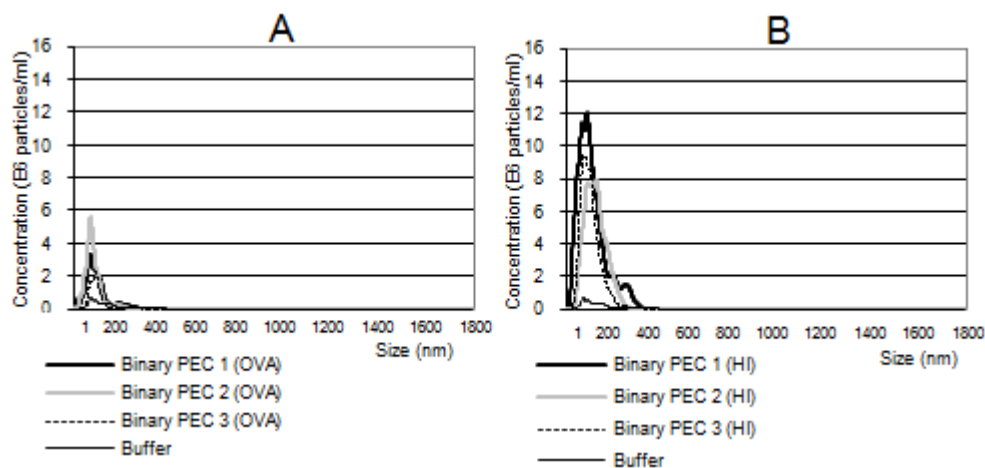 A
Concentration (E6 particles/ml)
16
14
12
10
8
6
4
2
0
1 200 400 600 800 1000 1200 1400 1600 1800
Size (nm)
Binary PEC 1 (OVA)
Binary PEC 2 (OVA)
Binary PEC 3 (OVA)
Buffer
B
Concentration (E6 particles/ml)
16
14
12
10
8
6
4
2
0
1 200 400 600 800 1000 1200 1400 1600 1800
Size (nm)
Binary PEC 1 (HI)
Binary PEC 2 (HI)
Binary PEC 3 (HI)
Buffer